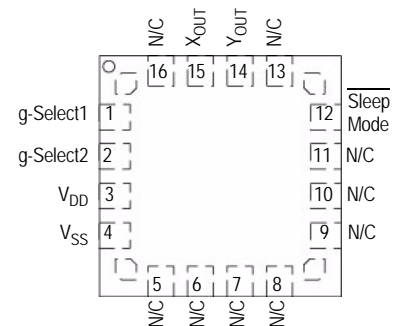 N/C
XOUT
YOUT
N/C
16
15
14
13
g-Select1
1
12
Sleep
Mode
g-Select2
2
11
N/C
VDD
3
10
N/C
VSS
4
9
N/C
5
6
7
8
N/C
N/C
N/C
N/C